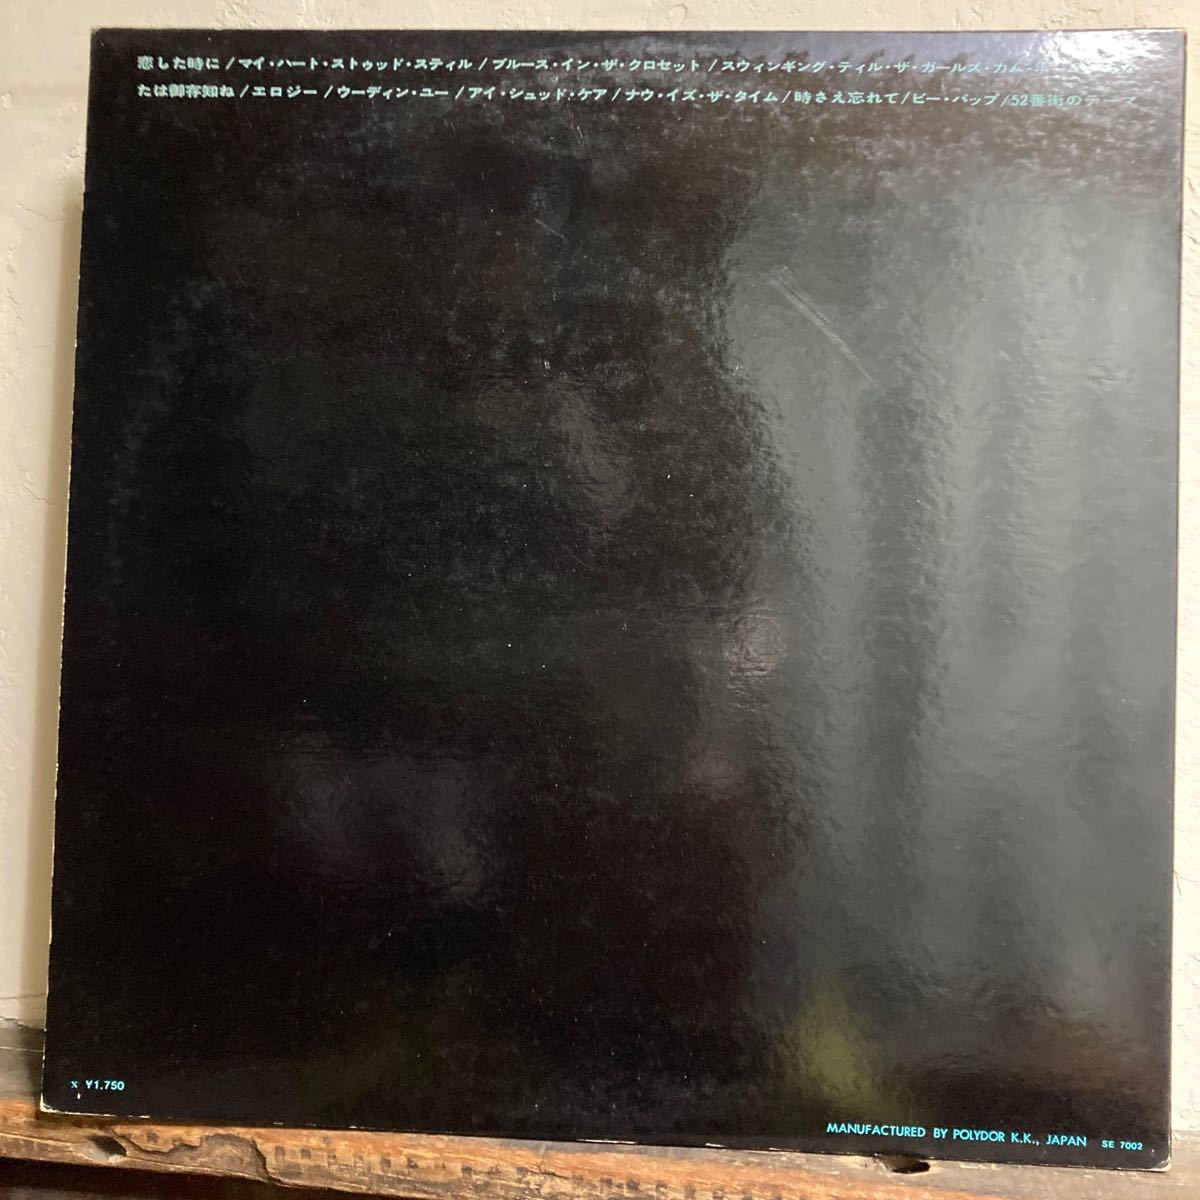 恋した時に/マイ・ハート・ストゥッド・スティル/ブルース・イン・ザ・クロセット/スウィンギング・ティル・ザ・ガールズ・カム・
たは御存知ね/エロジー/ウーディン・ユー/アイ・シュッド・ケア/ナウ・イズ・ザ・タイム/時さえ忘れて/ビー・バップ/52番街のテーマ
x ¥1,750
MANUFACTURED BY POLYDOR K.K., JAPAN SE 7002